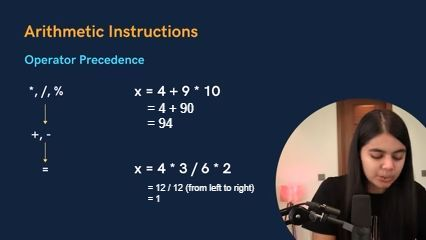 Arithmetic Instructions
Operator Precedence
*, /, %
+, -
=
x = 4 + 9 * 10
= 4 + 90
= 94
x = 4 * 3 / 6 * 2
= 12 / 12 (from left to right)
= 1